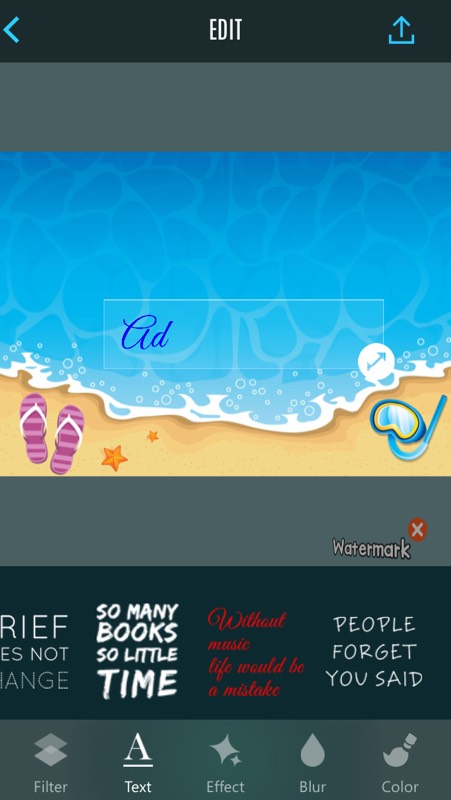 EDIT
Ad
Watermark
RIEF
ES NOT
HANGE
SO MANY
BOOKS
SO LITTLE
TIME
Without
music
life would be
a mistake
PEOPLE
FORGET
YOU SAID
Filter
A
Text
Effect
Blur
Color